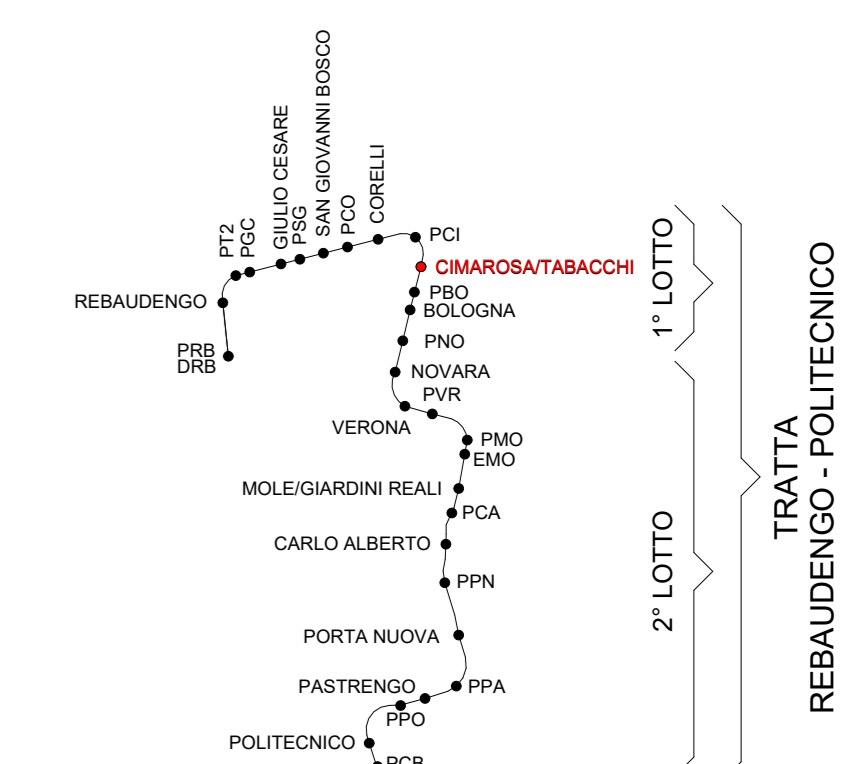 PT2
PGC
GIULIO CESARE
PSG
SAN GIOVANNI BOSCO
PCO
CORELLI
PCI
CIMAROSA/TABACCHI
REBAUDENGO
PBO
BOLOGNA
PRB
DRB
PNO
NOVARA
PVR
VERONA
PMO
EMO
MOLE/GIARDINI REALI
PCA
CARLO ALBERTO
PPN
PORTA NUOVA
PASTRENGO
PPA
PPO
POLITECNICO
PCB
1° LOTTO
2° LOTTO
TRATTA
REBAUDENGO - POLITECNICO